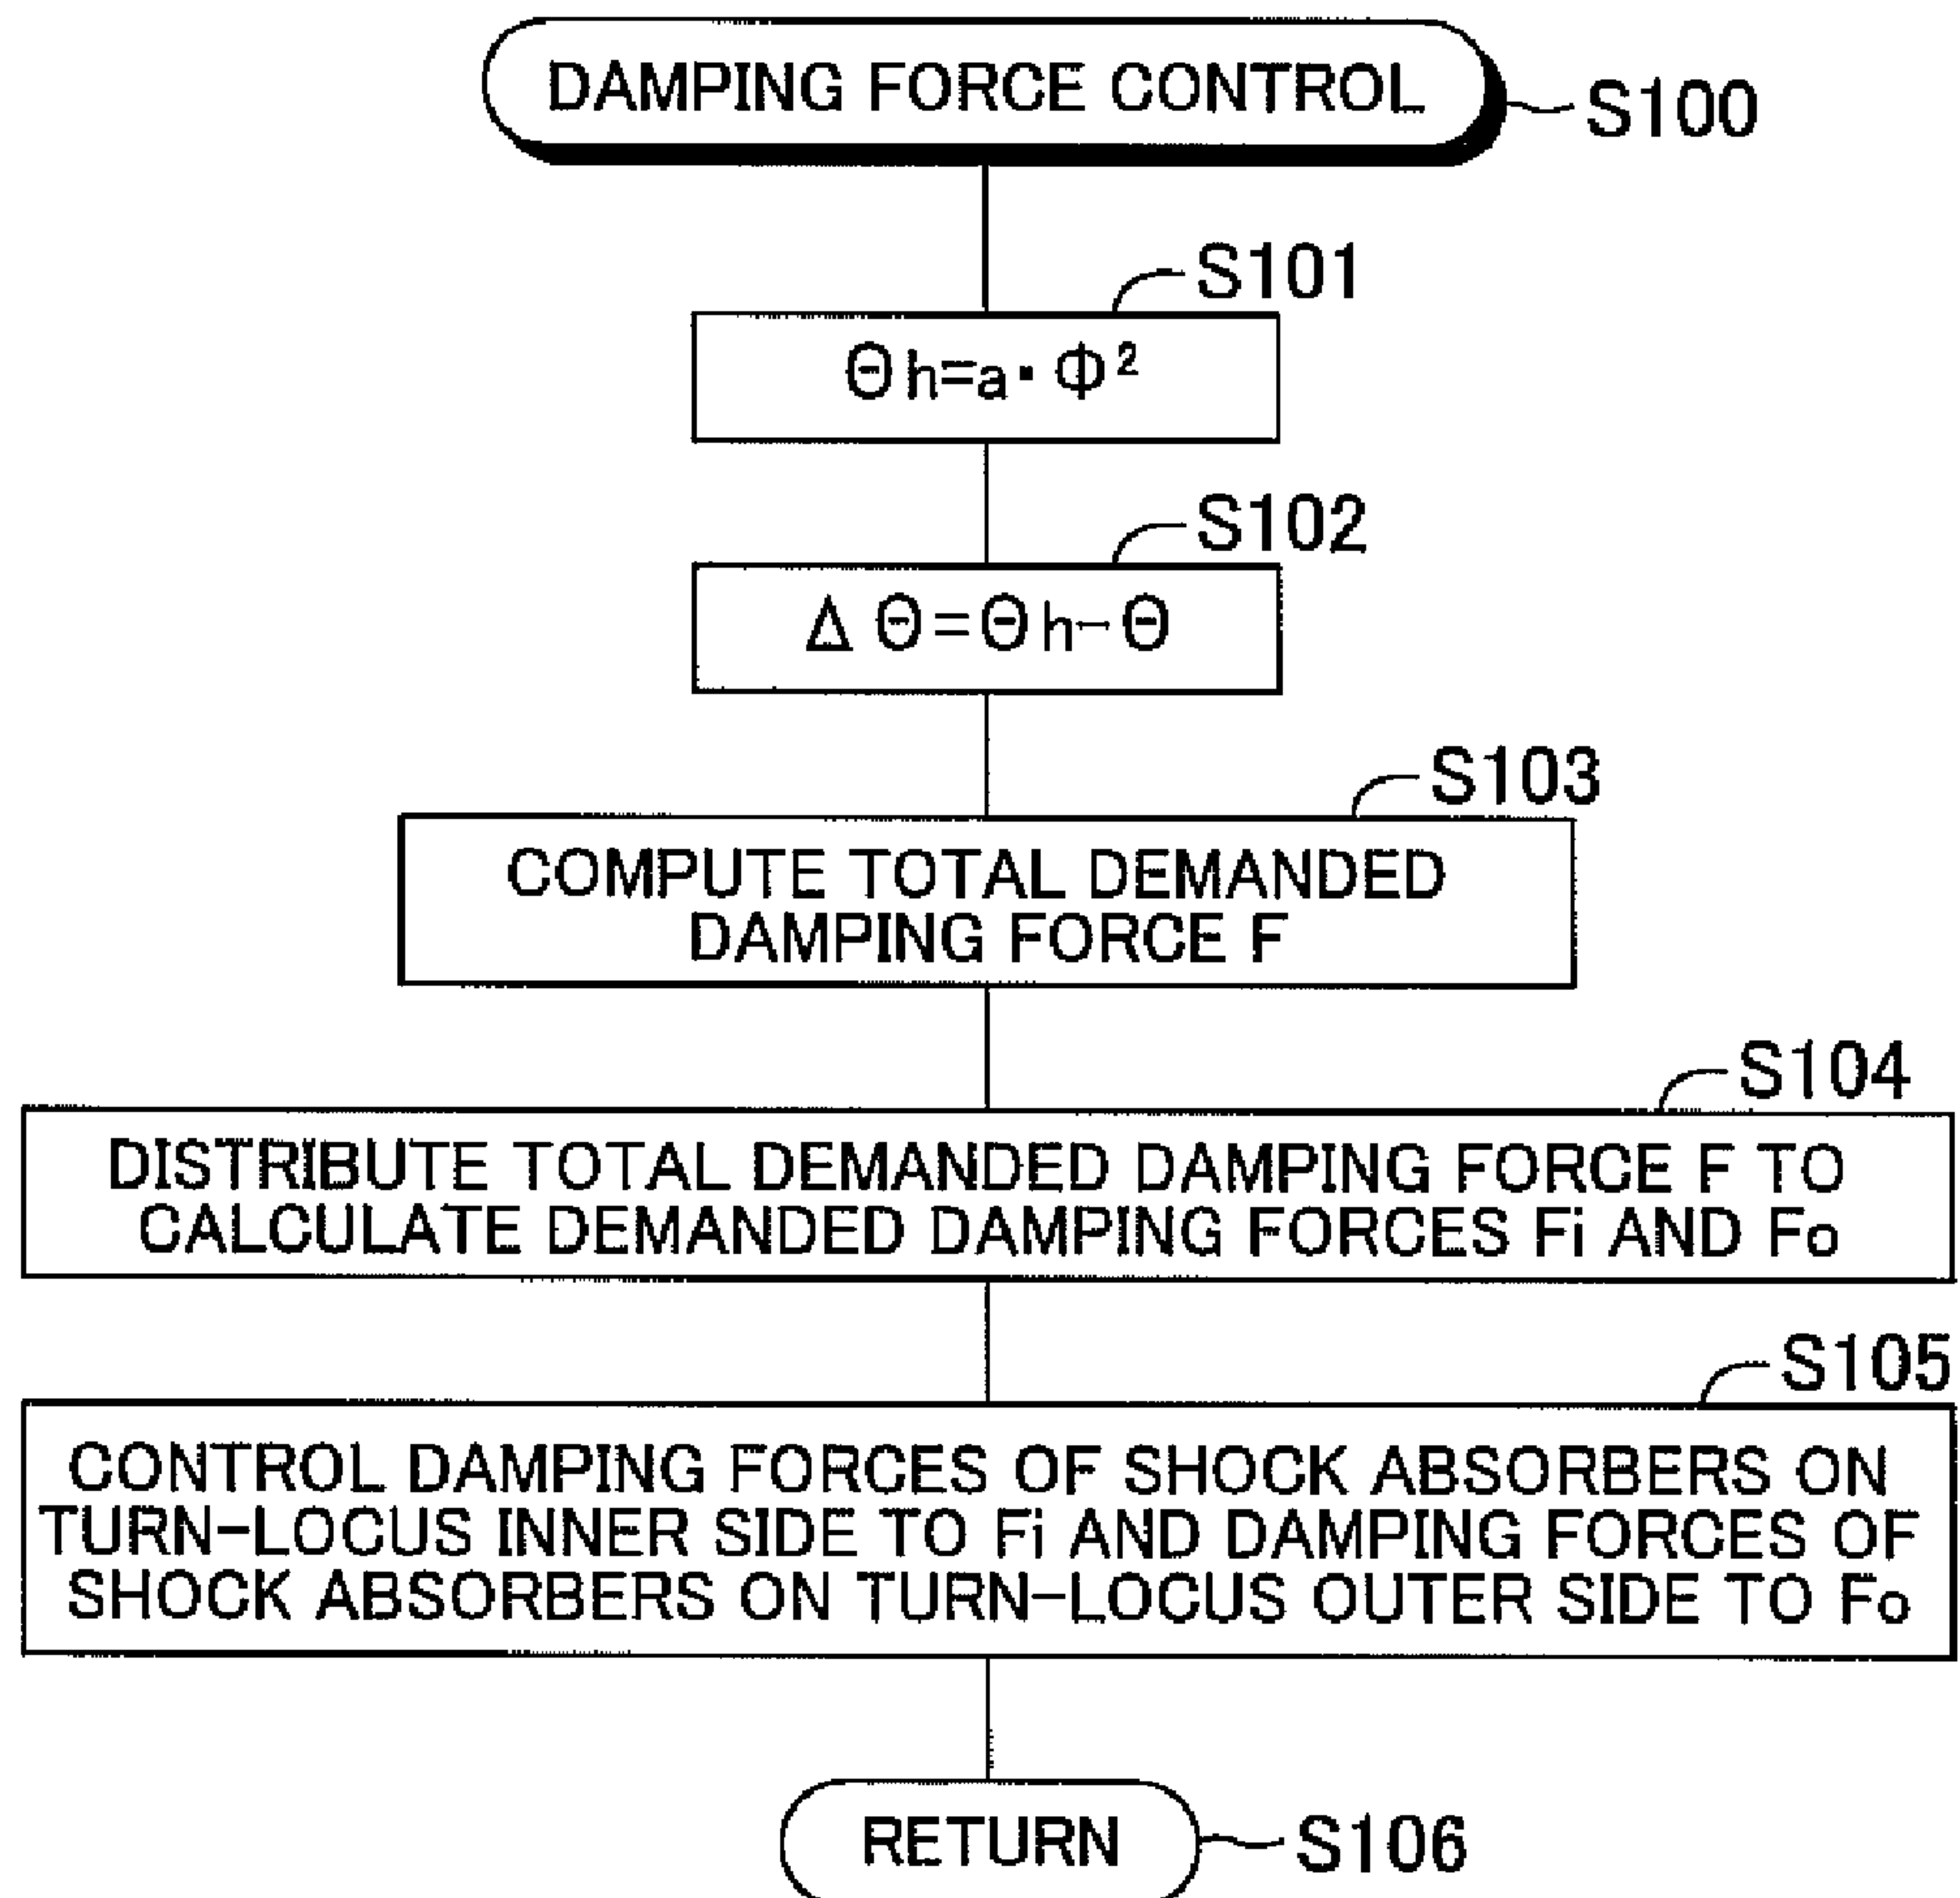 DAMPING FORCE CONTROL
S100
S101
Θh=a・Φ²
S102
ΔΘ=Θh-Θ
S103
COMPUTE TOTAL DEMANDED
DAMPING FORCE F
S104
DISTRIBUTE TOTAL DEMANDED DAMPING FORCE F TO
CALCULATE DEMANDED DAMPING FORCES Fi AND Fo
S105
CONTROL DAMPING FORCES OF SHOCK ABSORBERS ON
TURN-LOCUS INNER SIDE TO Fi AND DAMPING FORCES OF
SHOCK ABSORBERS ON TURN-LOCUS OUTER SIDE TO Fo
RETURN
S106